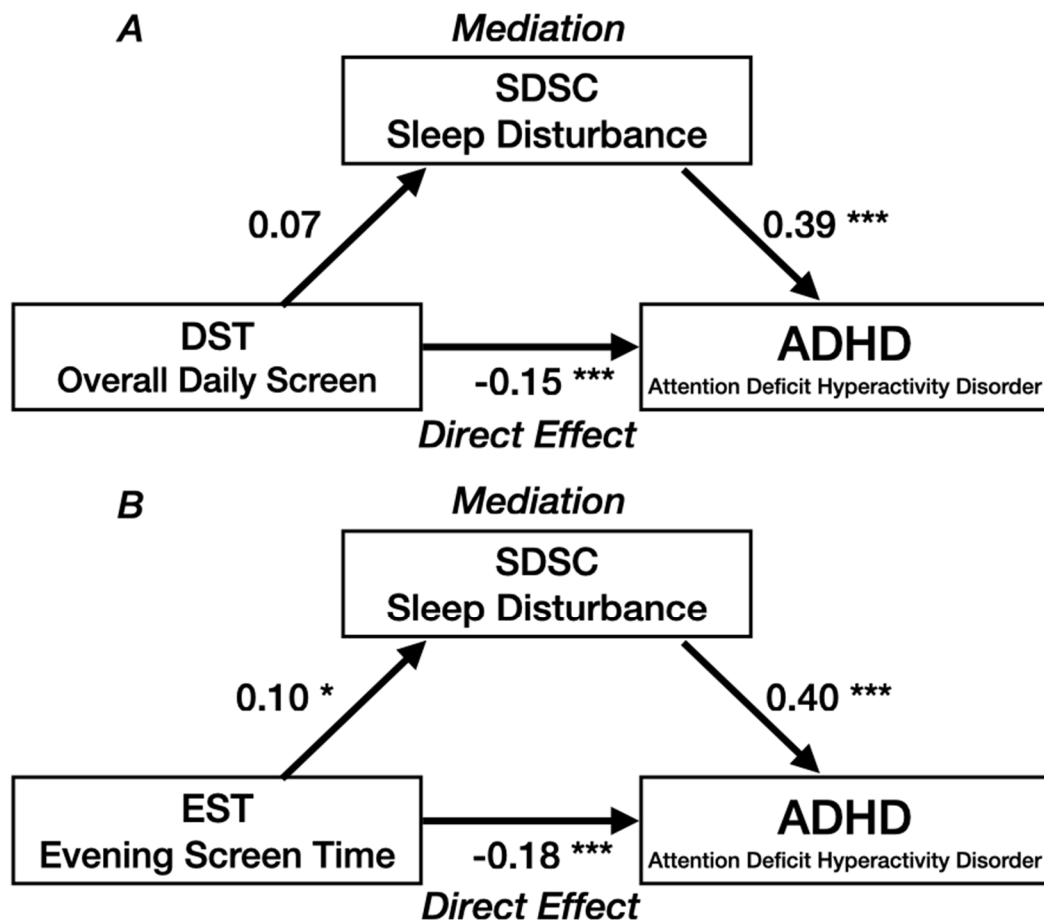 A
Mediation
SDSC
Sleep Disturbance
0.07
0.39 ***
DST
Overall Daily Screen
-0.15 ***
Direct Effect
ADHD
Attention Deficit Hyperactivity Disorder
B
Mediation
SDSC
Sleep Disturbance
0.10 *
0.40 ***
EST
Evening Screen Time
-0.18 ***
Direct Effect
ADHD
Attention Deficit Hyperactivity Disorder